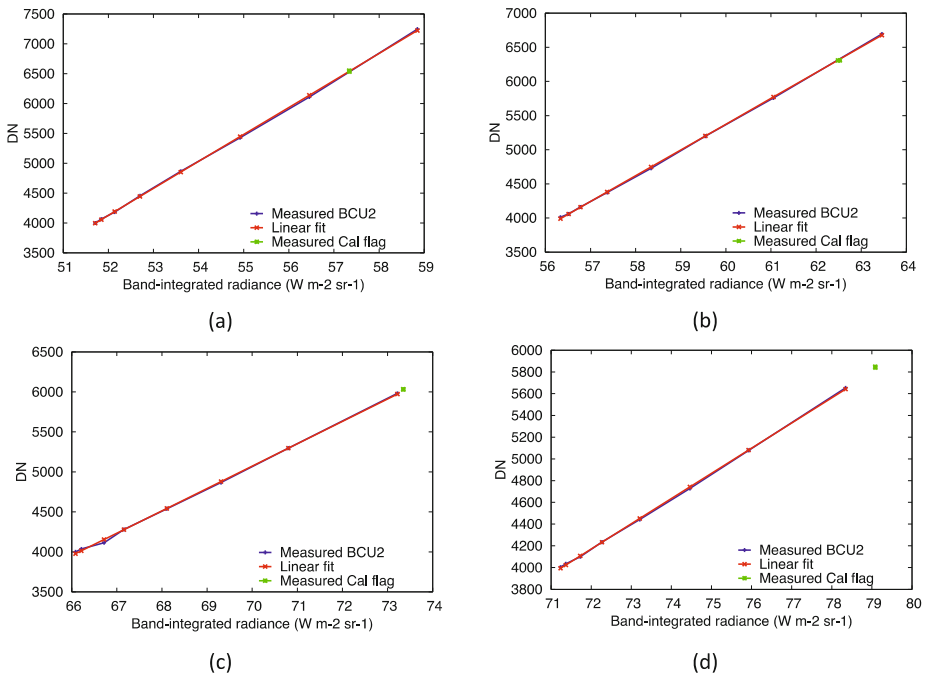 7500
7000
6500
6000
5500
5000
4500
4000
3500
DN
51 52 53 54 55 56 57 58 59
Band-integrated radiance (W m-2 sr-1)
Measured BCU2
Linear fit
Measured Cal flag
(a)
7000
6500
6000
5500
5000
4500
4000
3500
DN
56 57 58 59 60 61 62 63 64
Band-integrated radiance (W m-2 sr-1)
Measured BCU2
Linear fit
Measured Cal flag
(b)
6500
6000
5500
5000
4500
4000
3500
DN
66 67 68 69 70 71 72 73 74
Band-integrated radiance (W m-2 sr-1)
Measured BCU2
Linear fit
Measured Cal flag
(c)
6000
5800
5600
5400
5200
5000
4800
4600
4400
4200
4000
3800
DN
71 72 73 74 75 76 77 78 79 80
Band-integrated radiance (W m-2 sr-1)
Measured BCU2
Linear fit
Measured Cal flag
(d)